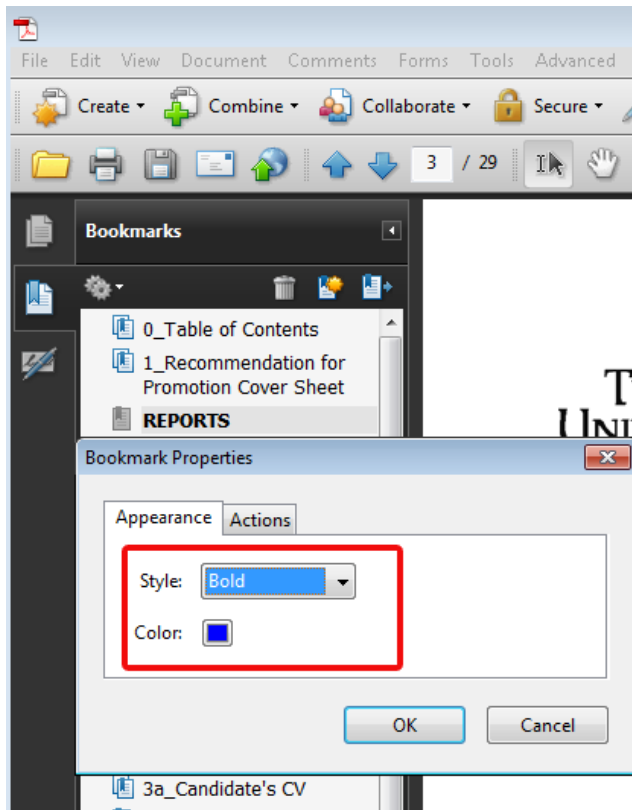 File Edit View Document Comments Forms Tools Advanced
Create Combine Collaborate Secure
3 / 29
Bookmarks
0_Table of Contents
1_Recommendation for
Promotion Cover Sheet
REPORTS
Bookmark Properties
Appearance Actions
Style: Bold
Color:
OK Cancel
3a_Candidate's CV